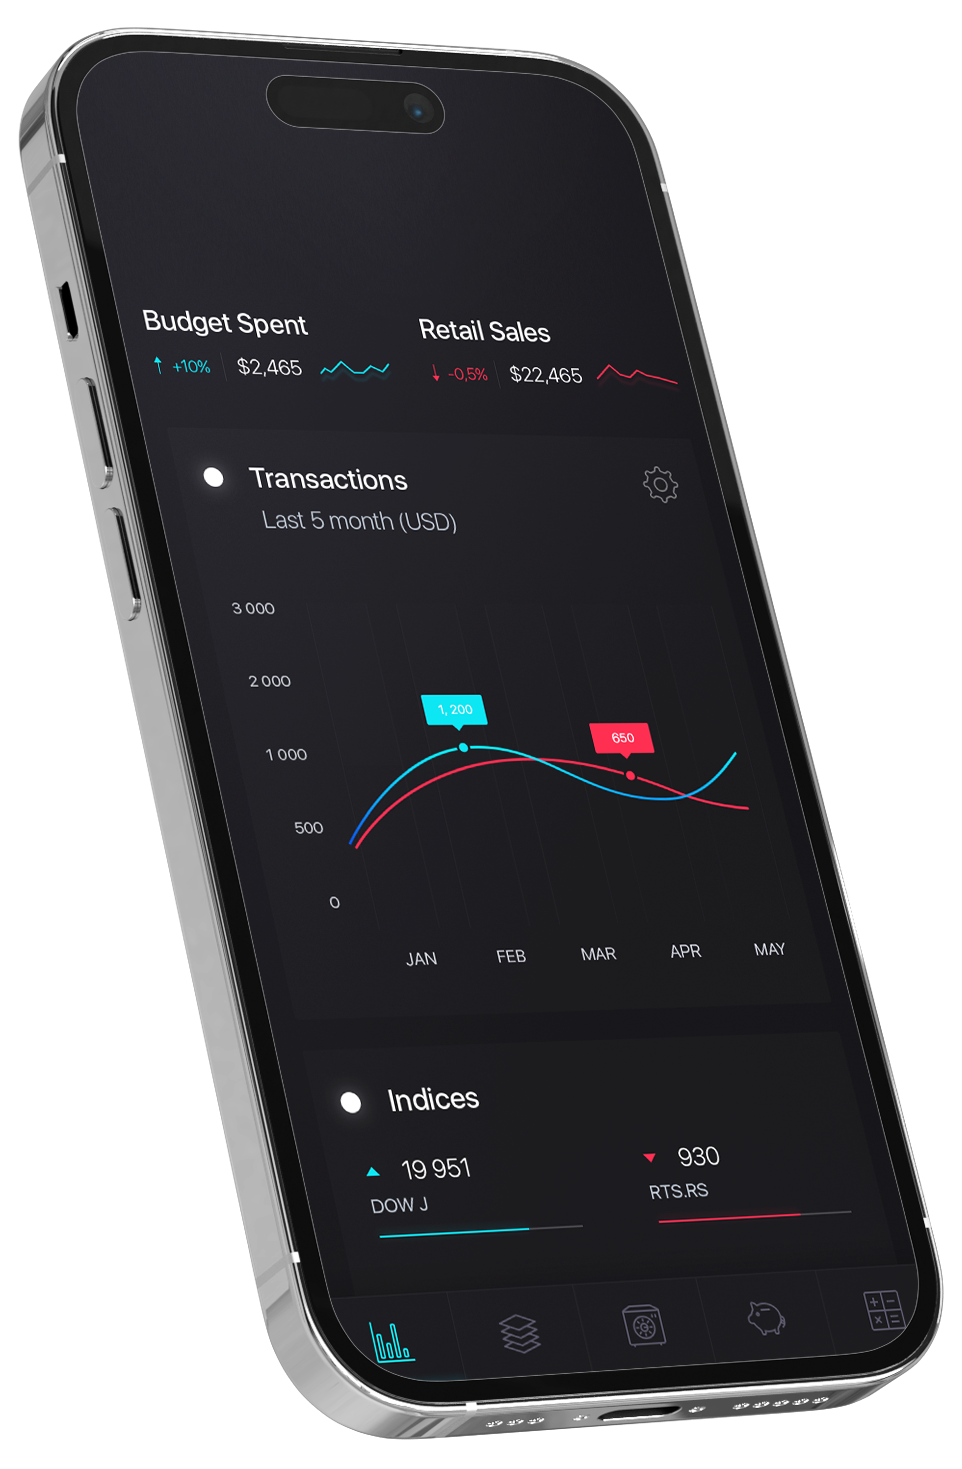 Budget Spent
+10% $2,465
Retail Sales
-0,5% $22,465
Transactions
Last 5 month (USD)
3 000
2 000
1 000
500
0
1, 200
650
JAN FEB MAR APR MAY
Indices
19 951
DOW J
930
RTS.RS